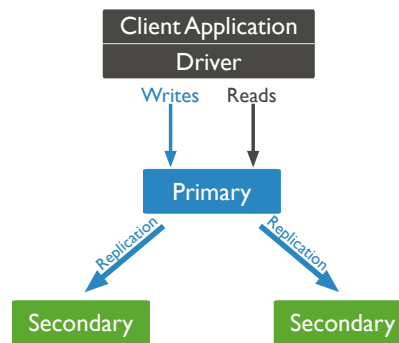 Client Application
Driver
Writes Reads
Primary
Replication Replication
Secondary Secondary